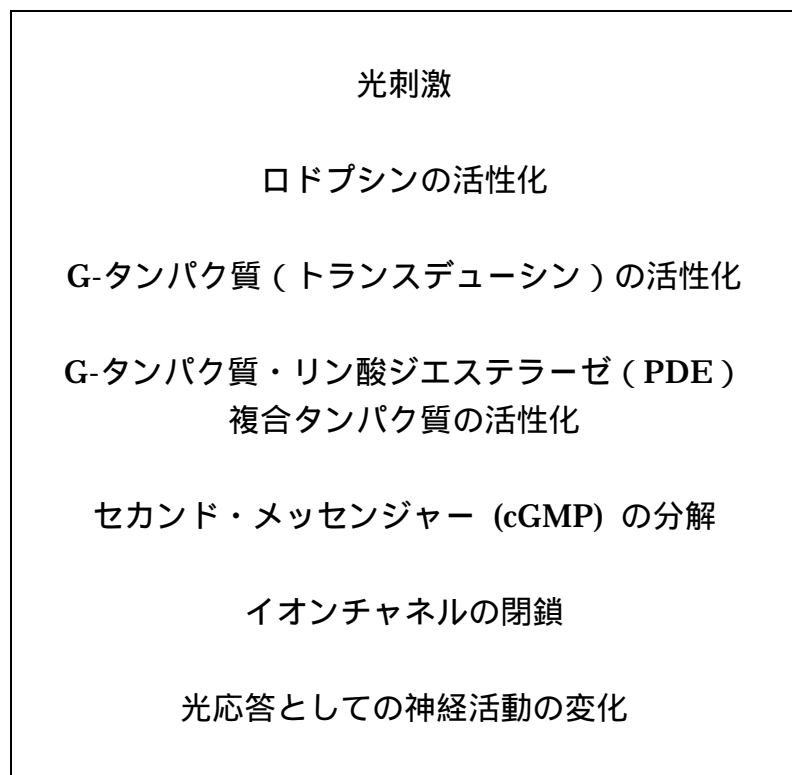 光刺激
ロドプシンの活性化
G-タンパク質(トランスデューシン)の活性化
G-タンパク質・リン酸ジエステラーゼ(PDE)
複合タンパク質の活性化
セカンド・メッセンジャー (cGMP) の分解
イオンチャネルの閉鎖
光応答としての神経活動の変化